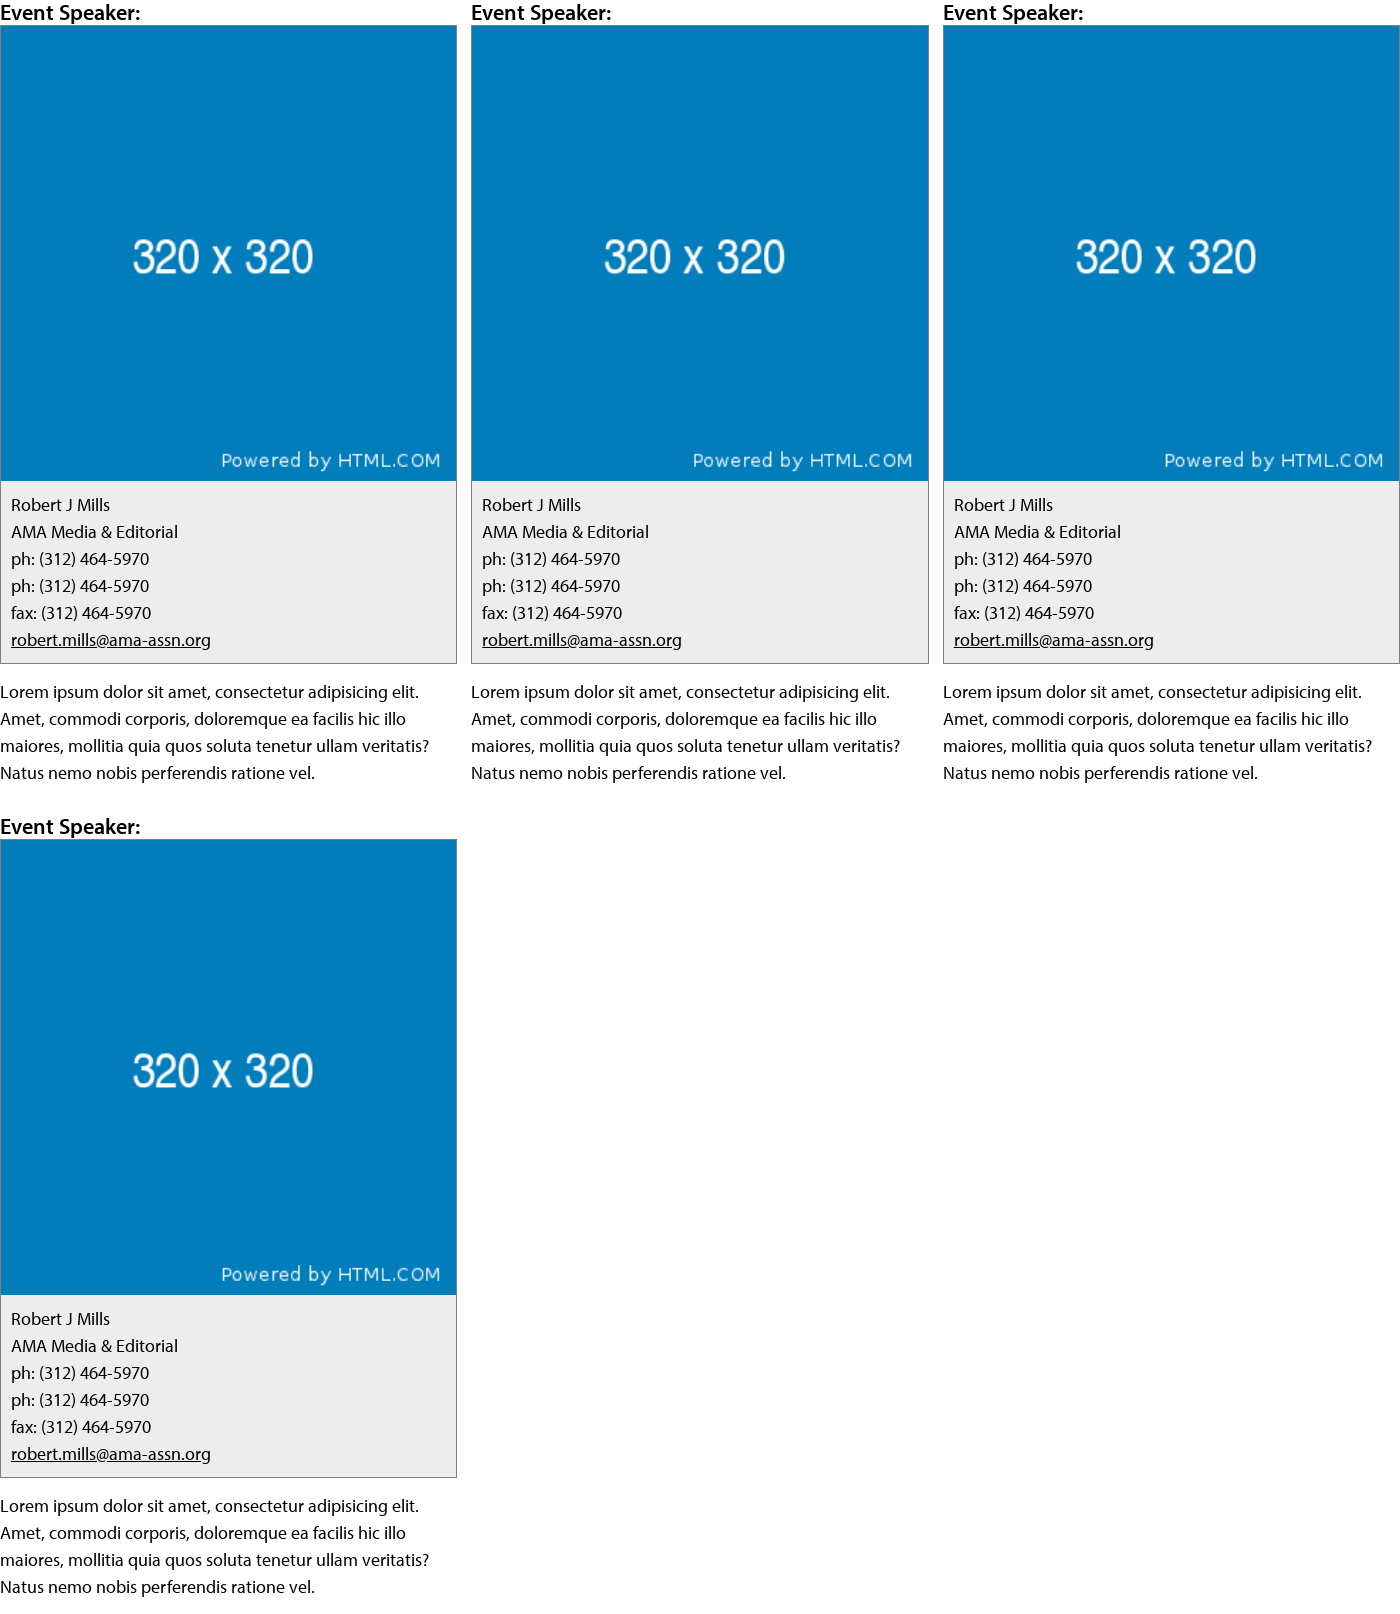 Event Speaker:
320 x 320
Powered by HTML.COM
Robert J Mills
AMA Media & Editorial
ph: (312) 464-5970
ph: (312) 464-5970
fax: (312) 464-5970
robert.mills@ama-assn.org
Lorem ipsum dolor sit amet, consectetur adipisicing elit.
Amet, commodi corporis, doloremque ea facilis hic illo
maiores, mollitia quia quos soluta tenetur ullam veritatis?
Natus nemo nobis perferendis ratione vel.
Event Speaker:
320 x 320
Powered by HTML.COM
Robert J Mills
AMA Media & Editorial
ph: (312) 464-5970
ph: (312) 464-5970
fax: (312) 464-5970
robert.mills@ama-assn.org
Lorem ipsum dolor sit amet, consectetur adipisicing elit.
Amet, commodi corporis, doloremque ea facilis hic illo
maiores, mollitia quia quos soluta tenetur ullam veritatis?
Natus nemo nobis perferendis ratione vel.
Event Speaker:
320 x 320
Powered by HTML.COM
Robert J Mills
AMA Media & Editorial
ph: (312) 464-5970
ph: (312) 464-5970
fax: (312) 464-5970
robert.mills@ama-assn.org
Lorem ipsum dolor sit amet, consectetur adipisicing elit.
Amet, commodi corporis, doloremque ea facilis hic illo
maiores, mollitia quia quos soluta tenetur ullam veritatis?
Natus nemo nobis perferendis ratione vel.
Event Speaker:
320 x 320
Powered by HTML.COM
Robert J Mills
AMA Media & Editorial
ph: (312) 464-5970
ph: (312) 464-5970
fax: (312) 464-5970
robert.mills@ama-assn.org
Lorem ipsum dolor sit amet, consectetur adipisicing elit.
Amet, commodi corporis, doloremque ea facilis hic illo
maiores, mollitia quia quos soluta tenetur ullam veritatis?
Natus nemo nobis perferendis ratione vel.